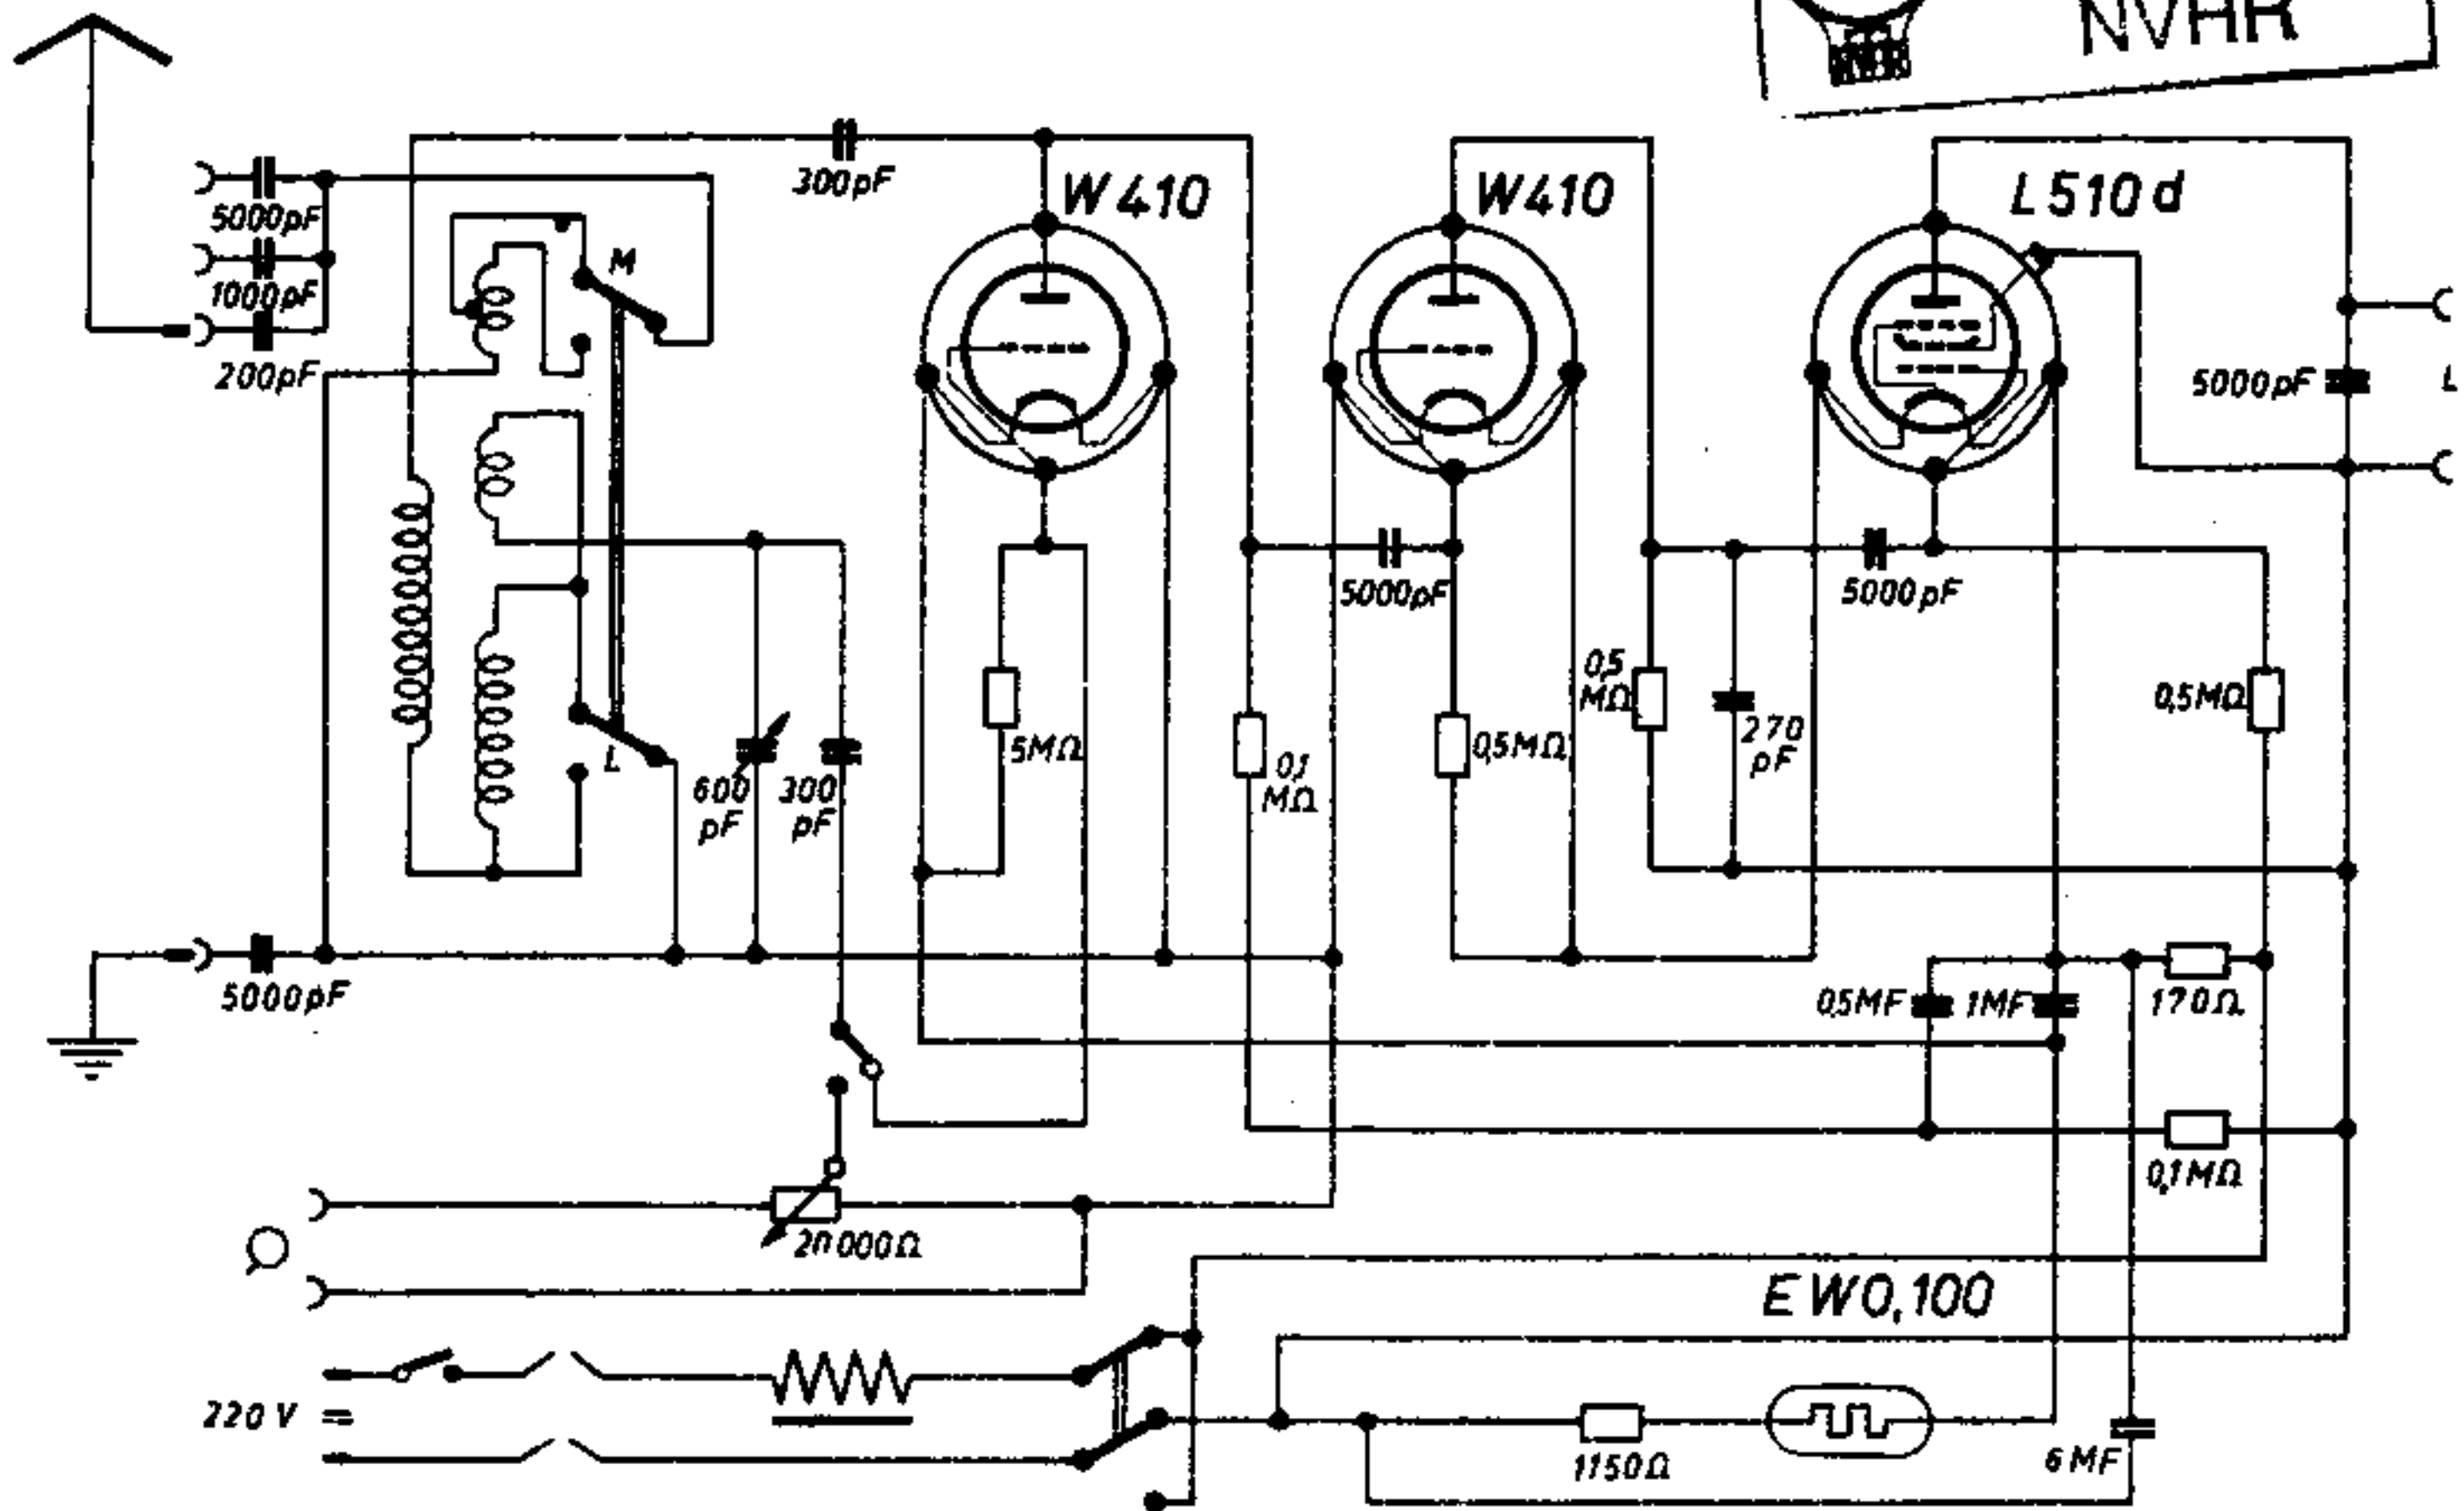 NVHR
300pF
W410
W410
L510d
5000pF
1000pF
200pF
M
5000pF
L
5000pF
5000pF
5MΩ
0,1
MΩ
0,5MΩ
0,5
MΩ
270
pF
0,5MΩ
L
600
pF
300
pF
5000pF
0,5MF
1MF
170Ω
0,1MΩ
20000Ω
EW0,100
220 V =
1150Ω
6MF